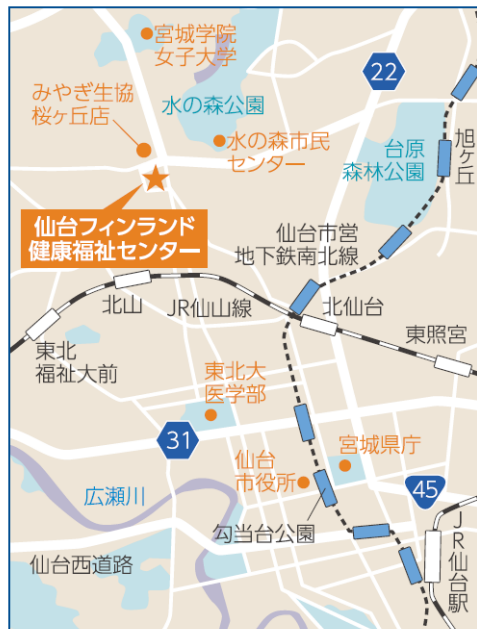 宮城学院
女子大学
22
みやぎ生協
桜ヶ丘店
水の森公園
水の森市民
センター
台原
森林公園
旭ヶ丘
仙台フィンランド
健康福祉センター
仙台市営
地下鉄南北線
北山
JR仙山線
北仙台
東照宮
東北
福祉大前
東北大
医学部
31
宮城県庁
仙台
市役所
45
広瀬川
勾当台公園
JR仙台駅
仙台西道路